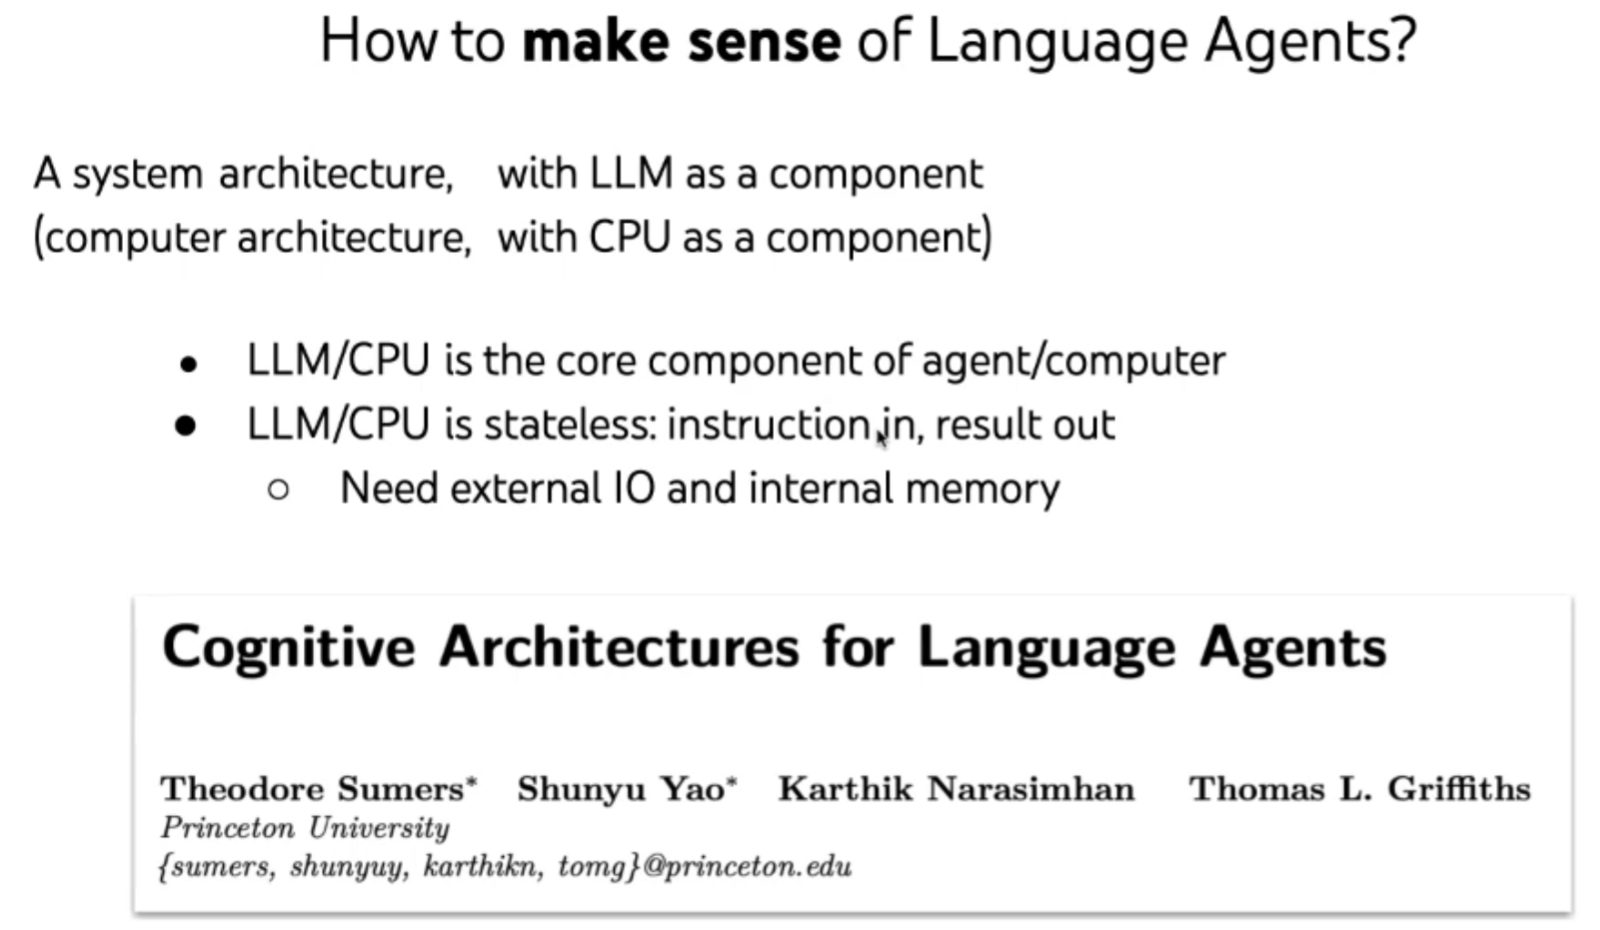 How to make sense of Language Agents?
A system architecture, with LLM as a component
(computer architecture, with CPU as a component)
● LLM/CPU is the core component of agent/computer
● LLM/CPU is stateless: instruction in, result out
○ Need external IO and internal memory
Cognitive Architectures for Language Agents
Theodore Sumers* Shunyu Yao* Karthik Narasimhan Thomas L. Griffiths
Princeton University
{sumers, shunyuy, karthikn, tomg}@princeton.edu